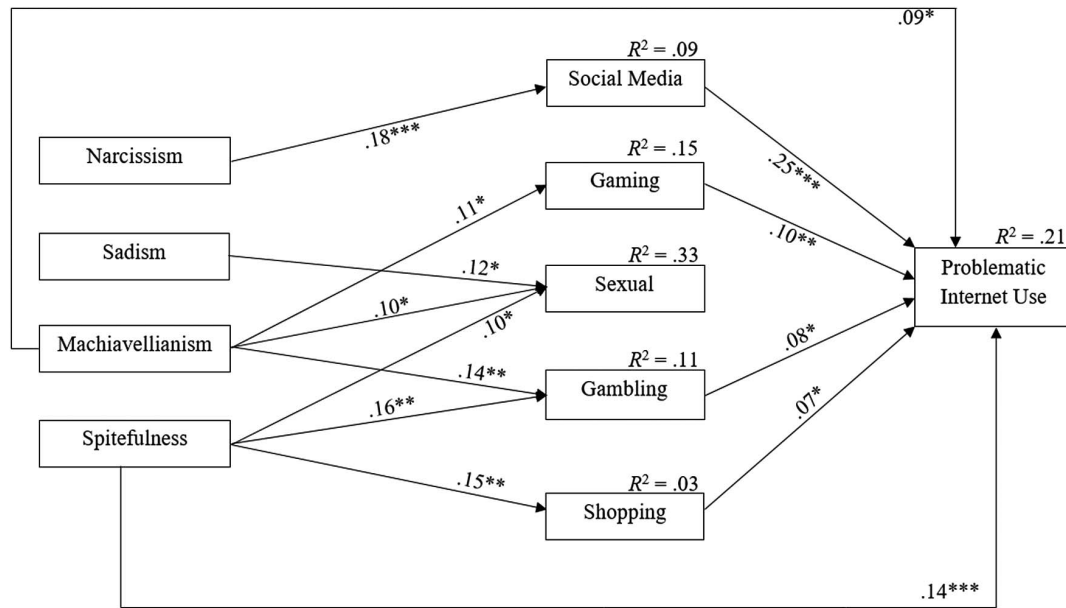 .09*
R² = .09
Social Media
.18***
Narcissism
R² = .15
Gaming
.25***
.11*
.10**
Sadism
R² = .33
Sexual
.12*
R² = .21
Problematic
Internet Use
.10*
.10*
Machiavellianism
.08*
R² = .11
Gambling
.14**
.16**
.07*
Spitefulness
.15**
R² = .03
Shopping
.14***